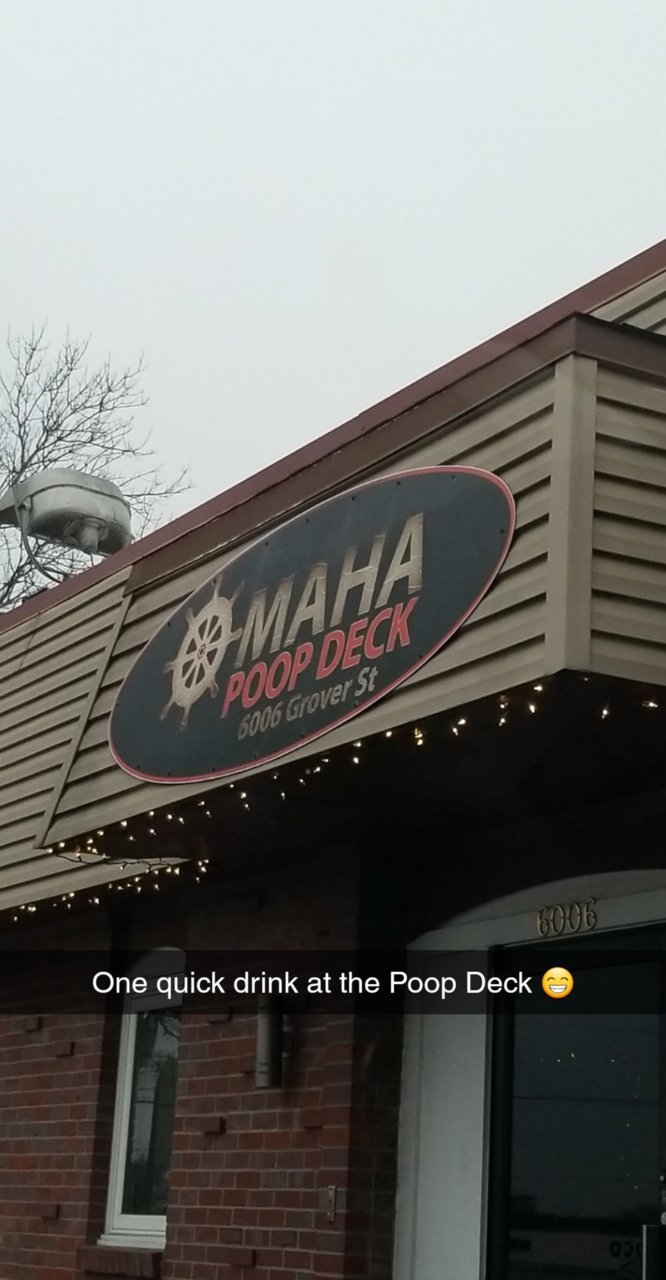 OMAHA
POOP DECK
6006 Grover St
6006
One quick drink at the Poop Deck 😁